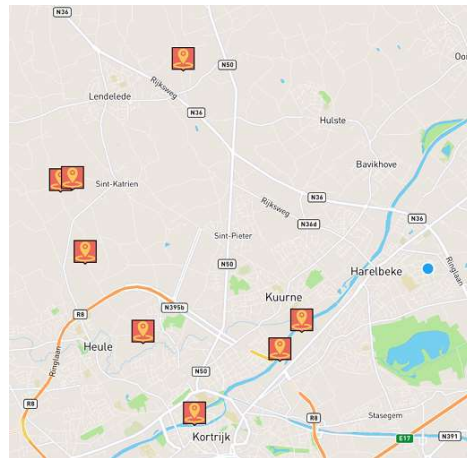 N36
N50
Oo
Rijksweg
Lendelede
N36
Hulste
Bavikhove
Sint-Katrien
N36
Rijksweg
N36
N36d
Sint-Pieter
Ringlaan
N50
Harelbeke
Kuurne
N395b
R8
Heule
Ringlaan
N50
R8
R8
Stasegem
Kortrijk
E17
N391